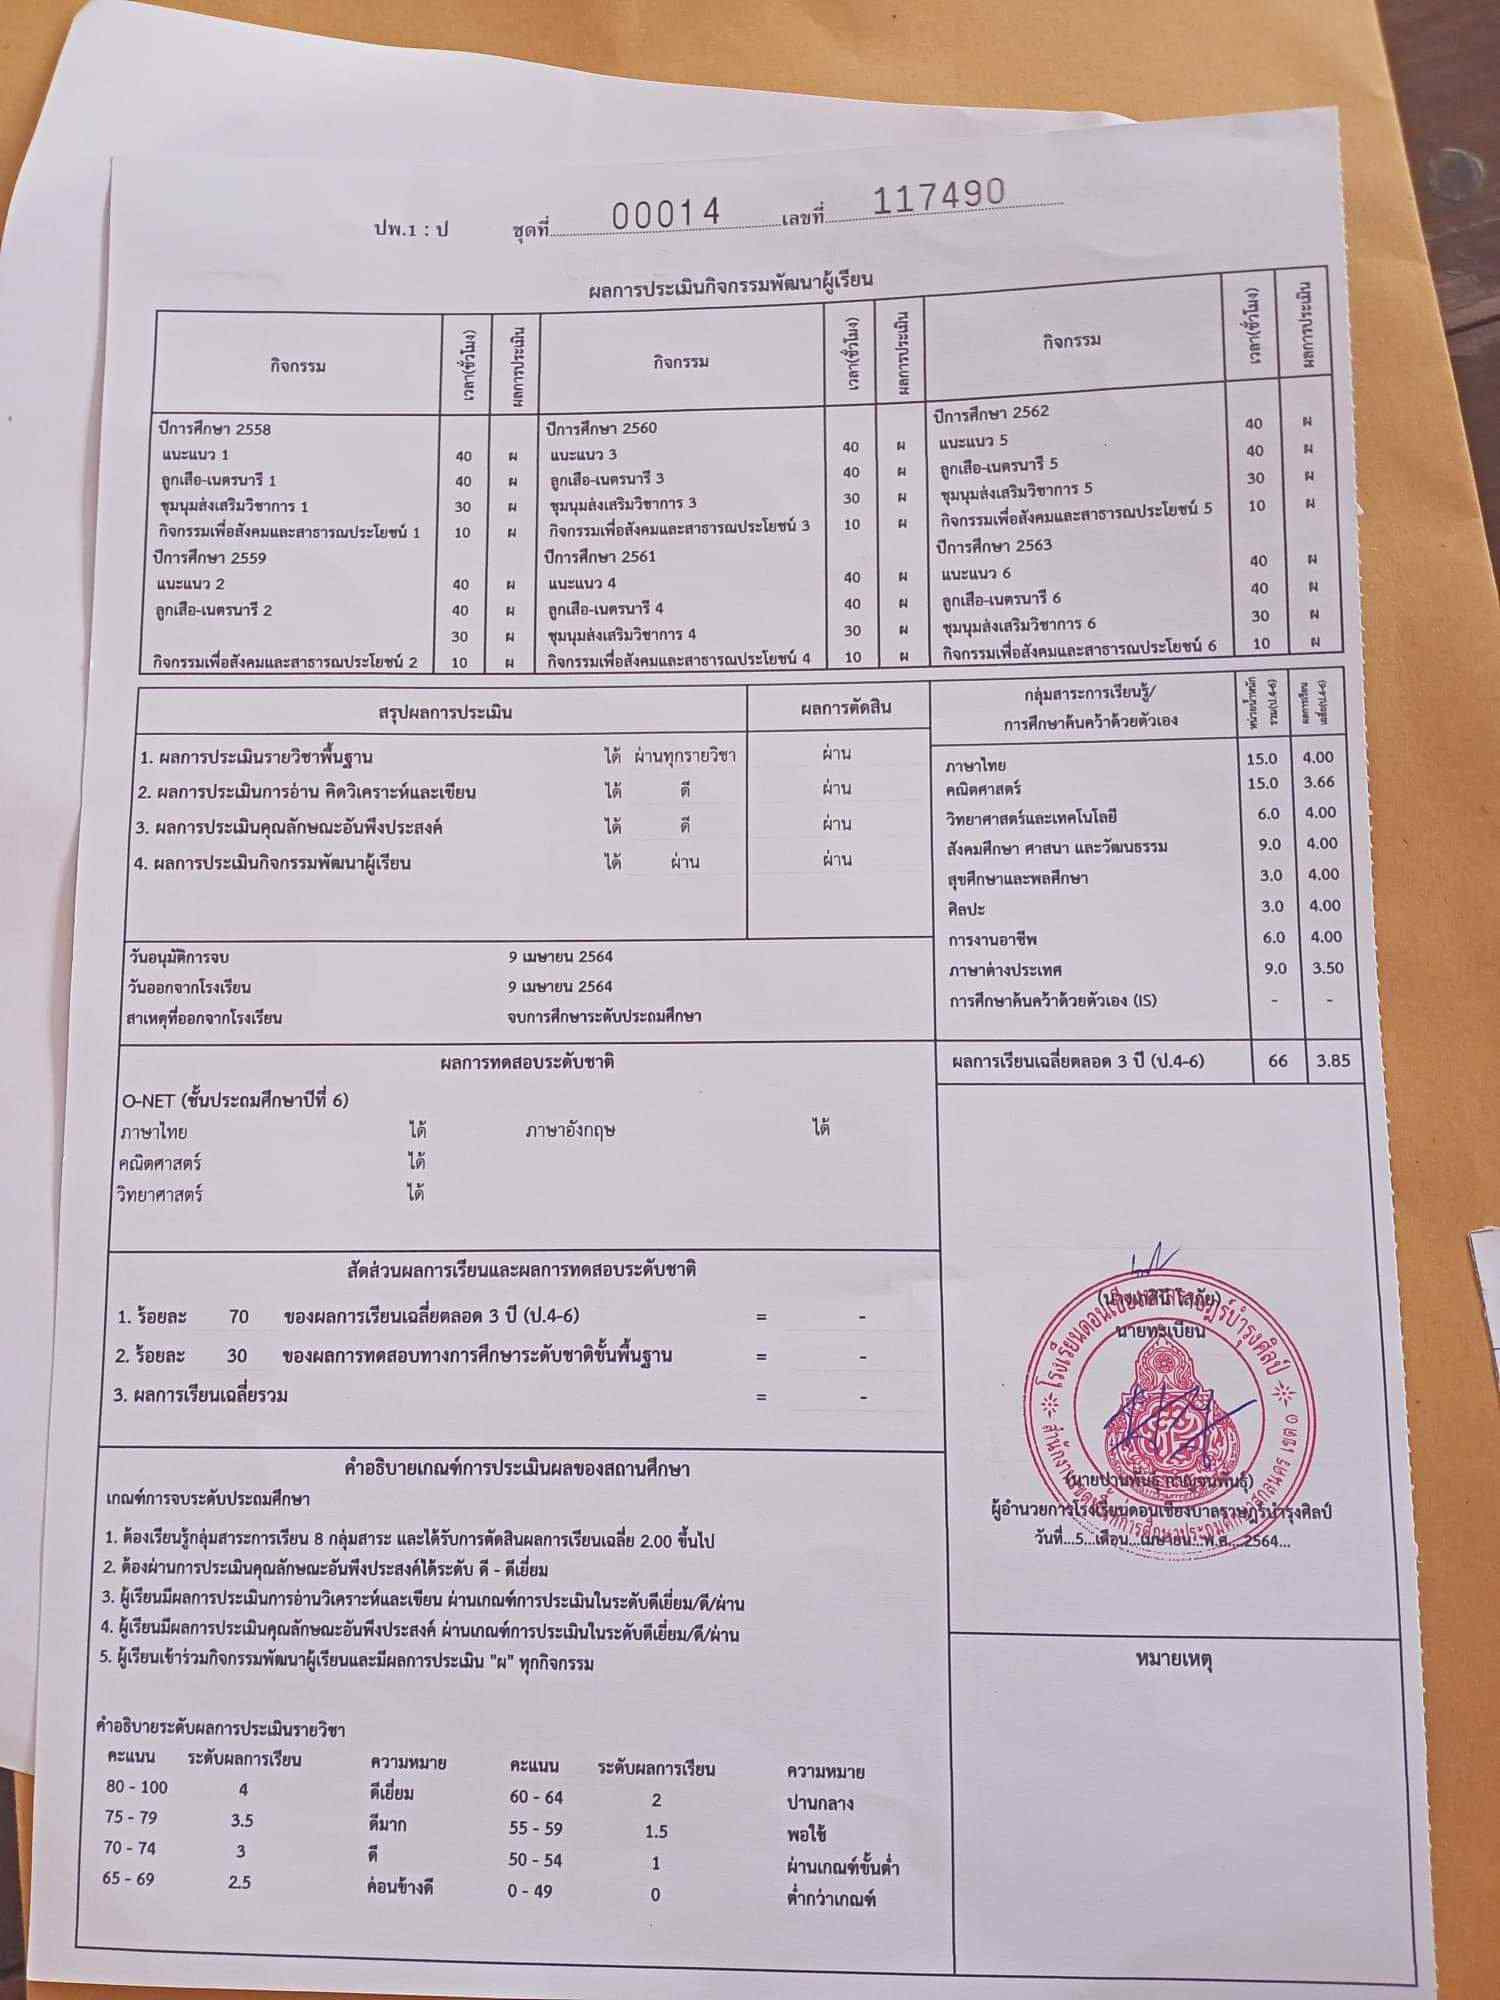 ปพ.1 : ป ชุดที่ 00014 เลขที่ 117490
ผลการประเมินกิจกรรมพัฒนาผู้เรียน
กิจกรรม เวลา(ชั่วโมง) ผลการประเมิน กิจกรรม เวลา(ชั่วโมง) ผลการประเมิน กิจกรรม เวลา(ชั่วโมง) ผลการประเมิน
ปีการศึกษา 2558
แนะแนว 1 40 ผ
ลูกเสือ-เนตรนารี 1 40 ผ
ชุมนุมส่งเสริมวิชาการ 1 30 ผ
กิจกรรมเพื่อสังคมและสาธารณประโยชน์ 1 10 ผ
ปีการศึกษา 2559
แนะแนว 2 40 ผ
ลูกเสือ-เนตรนารี 2 40 ผ
30 ผ
กิจกรรมเพื่อสังคมและสาธารณประโยชน์ 2 10 ผ
ปีการศึกษา 2560
แนะแนว 3 40 ผ
ลูกเสือ-เนตรนารี 3 40 ผ
ชุมนุมส่งเสริมวิชาการ 3 30 ผ
กิจกรรมเพื่อสังคมและสาธารณประโยชน์ 3 10 ผ
ปีการศึกษา 2561
แนะแนว 4 40 ผ
ลูกเสือ-เนตรนารี 4 40 ผ
ชุมนุมส่งเสริมวิชาการ 4 30 ผ
กิจกรรมเพื่อสังคมและสาธารณประโยชน์ 4 10 ผ
ปีการศึกษา 2562
แนะแนว 5 40 ผ
ลูกเสือ-เนตรนารี 5 40 ผ
ชุมนุมส่งเสริมวิชาการ 5 30 ผ
กิจกรรมเพื่อสังคมและสาธารณประโยชน์ 5 10 ผ
ปีการศึกษา 2563
แนะแนว 6 40 ผ
ลูกเสือ-เนตรนารี 6 40 ผ
ชุมนุมส่งเสริมวิชาการ 6 30 ผ
กิจกรรมเพื่อสังคมและสาธารณประโยชน์ 6 10 ผ
สรุปผลการประเมิน ผลการตัดสิน
1. ผลการประเมินรายวิชาพื้นฐาน ได้ ผ่านทุกรายวิชา ผ่าน
2. ผลการประเมินการอ่าน คิดวิเคราะห์และเขียน ได้ ดี ผ่าน
3. ผลการประเมินคุณลักษณะอันพึงประสงค์ ได้ ดี ผ่าน
4. ผลการประเมินกิจกรรมพัฒนาผู้เรียน ได้ ผ่าน ผ่าน
วันอนุมัติการจบ 9 เมษายน 2564
วันออกจากโรงเรียน 9 เมษายน 2564
สาเหตุที่ออกจากโรงเรียน จบการศึกษาระดับประถมศึกษา
กลุ่มสาระการเรียนรู้/
การศึกษาค้นคว้าด้วยตัวเอง
หน่วยน้ำหนัก
รวม(ป.4-6)
ผลการเรียน
เฉลี่ย(ป.4-6)
ภาษาไทย 15.0 4.00
คณิตศาสตร์ 15.0 3.66
วิทยาศาสตร์และเทคโนโลยี 6.0 4.00
สังคมศึกษา ศาสนา และวัฒนธรรม 9.0 4.00
สุขศึกษาและพลศึกษา 3.0 4.00
ศิลปะ 3.0 4.00
การงานอาชีพ 6.0 4.00
ภาษาต่างประเทศ 9.0 3.50
การศึกษาค้นคว้าด้วยตัวเอง (IS) - -
ผลการเรียนเฉลี่ยตลอด 3 ปี (ป.4-6) 66 3.85
ผลการทดสอบระดับชาติ
O-NET (ชั้นประถมศึกษาปีที่ 6)
ภาษาไทย ได้ ภาษาอังกฤษ ได้
คณิตศาสตร์ ได้
วิทยาศาสตร์ ได้
สัดส่วนผลการเรียนและผลการทดสอบระดับชาติ
1. ร้อยละ 70 ของผลการเรียนเฉลี่ยตลอด 3 ปี (ป.4-6) = -
2. ร้อยละ 30 ของผลการทดสอบทางการศึกษาระดับชาติขั้นพื้นฐาน = -
3. ผลการเรียนเฉลี่ยรวม = -
นายทะเบียน
ผู้อำนวยการโรงเรียนดอนเชียงบาลราษฎร์บำรุงศิลป์
วันที่...5...เดือน...เมษายน...พ.ศ....2564...
คำอธิบายเกณฑ์การประเมินผลของสถานศึกษา
เกณฑ์การจบระดับประถมศึกษา
1. ต้องเรียนรู้กลุ่มสาระการเรียน 8 กลุ่มสาระ และได้รับการตัดสินผลการเรียนเฉลี่ย 2.00 ขึ้นไป
2. ต้องผ่านการประเมินคุณลักษณะอันพึงประสงค์ได้ระดับ ดี - ดีเยี่ยม
3. ผู้เรียนมีผลการประเมินการอ่านวิเคราะห์และเขียน ผ่านเกณฑ์การประเมินในระดับดีเยี่ยม/ดี/ผ่าน
4. ผู้เรียนมีผลการประเมินคุณลักษณะอันพึงประสงค์ ผ่านเกณฑ์การประเมินในระดับดีเยี่ยม/ดี/ผ่าน
5. ผู้เรียนเข้าร่วมกิจกรรมพัฒนาผู้เรียนและมีผลการประเมิน "ผ" ทุกกิจกรรม
คำอธิบายระดับผลการประเมินรายวิชา
คะแนน ระดับผลการเรียน ความหมาย คะแนน ระดับผลการเรียน ความหมาย
80 - 100 4 ดีเยี่ยม 60 - 64 2 ปานกลาง
75 - 79 3.5 ดีมาก 55 - 59 1.5 พอใช้
70 - 74 3 ดี 50 - 54 1 ผ่านเกณฑ์ขั้นต่ำ
65 - 69 2.5 ค่อนข้างดี 0 - 49 0 ต่ำกว่าเกณฑ์
หมายเหตุ